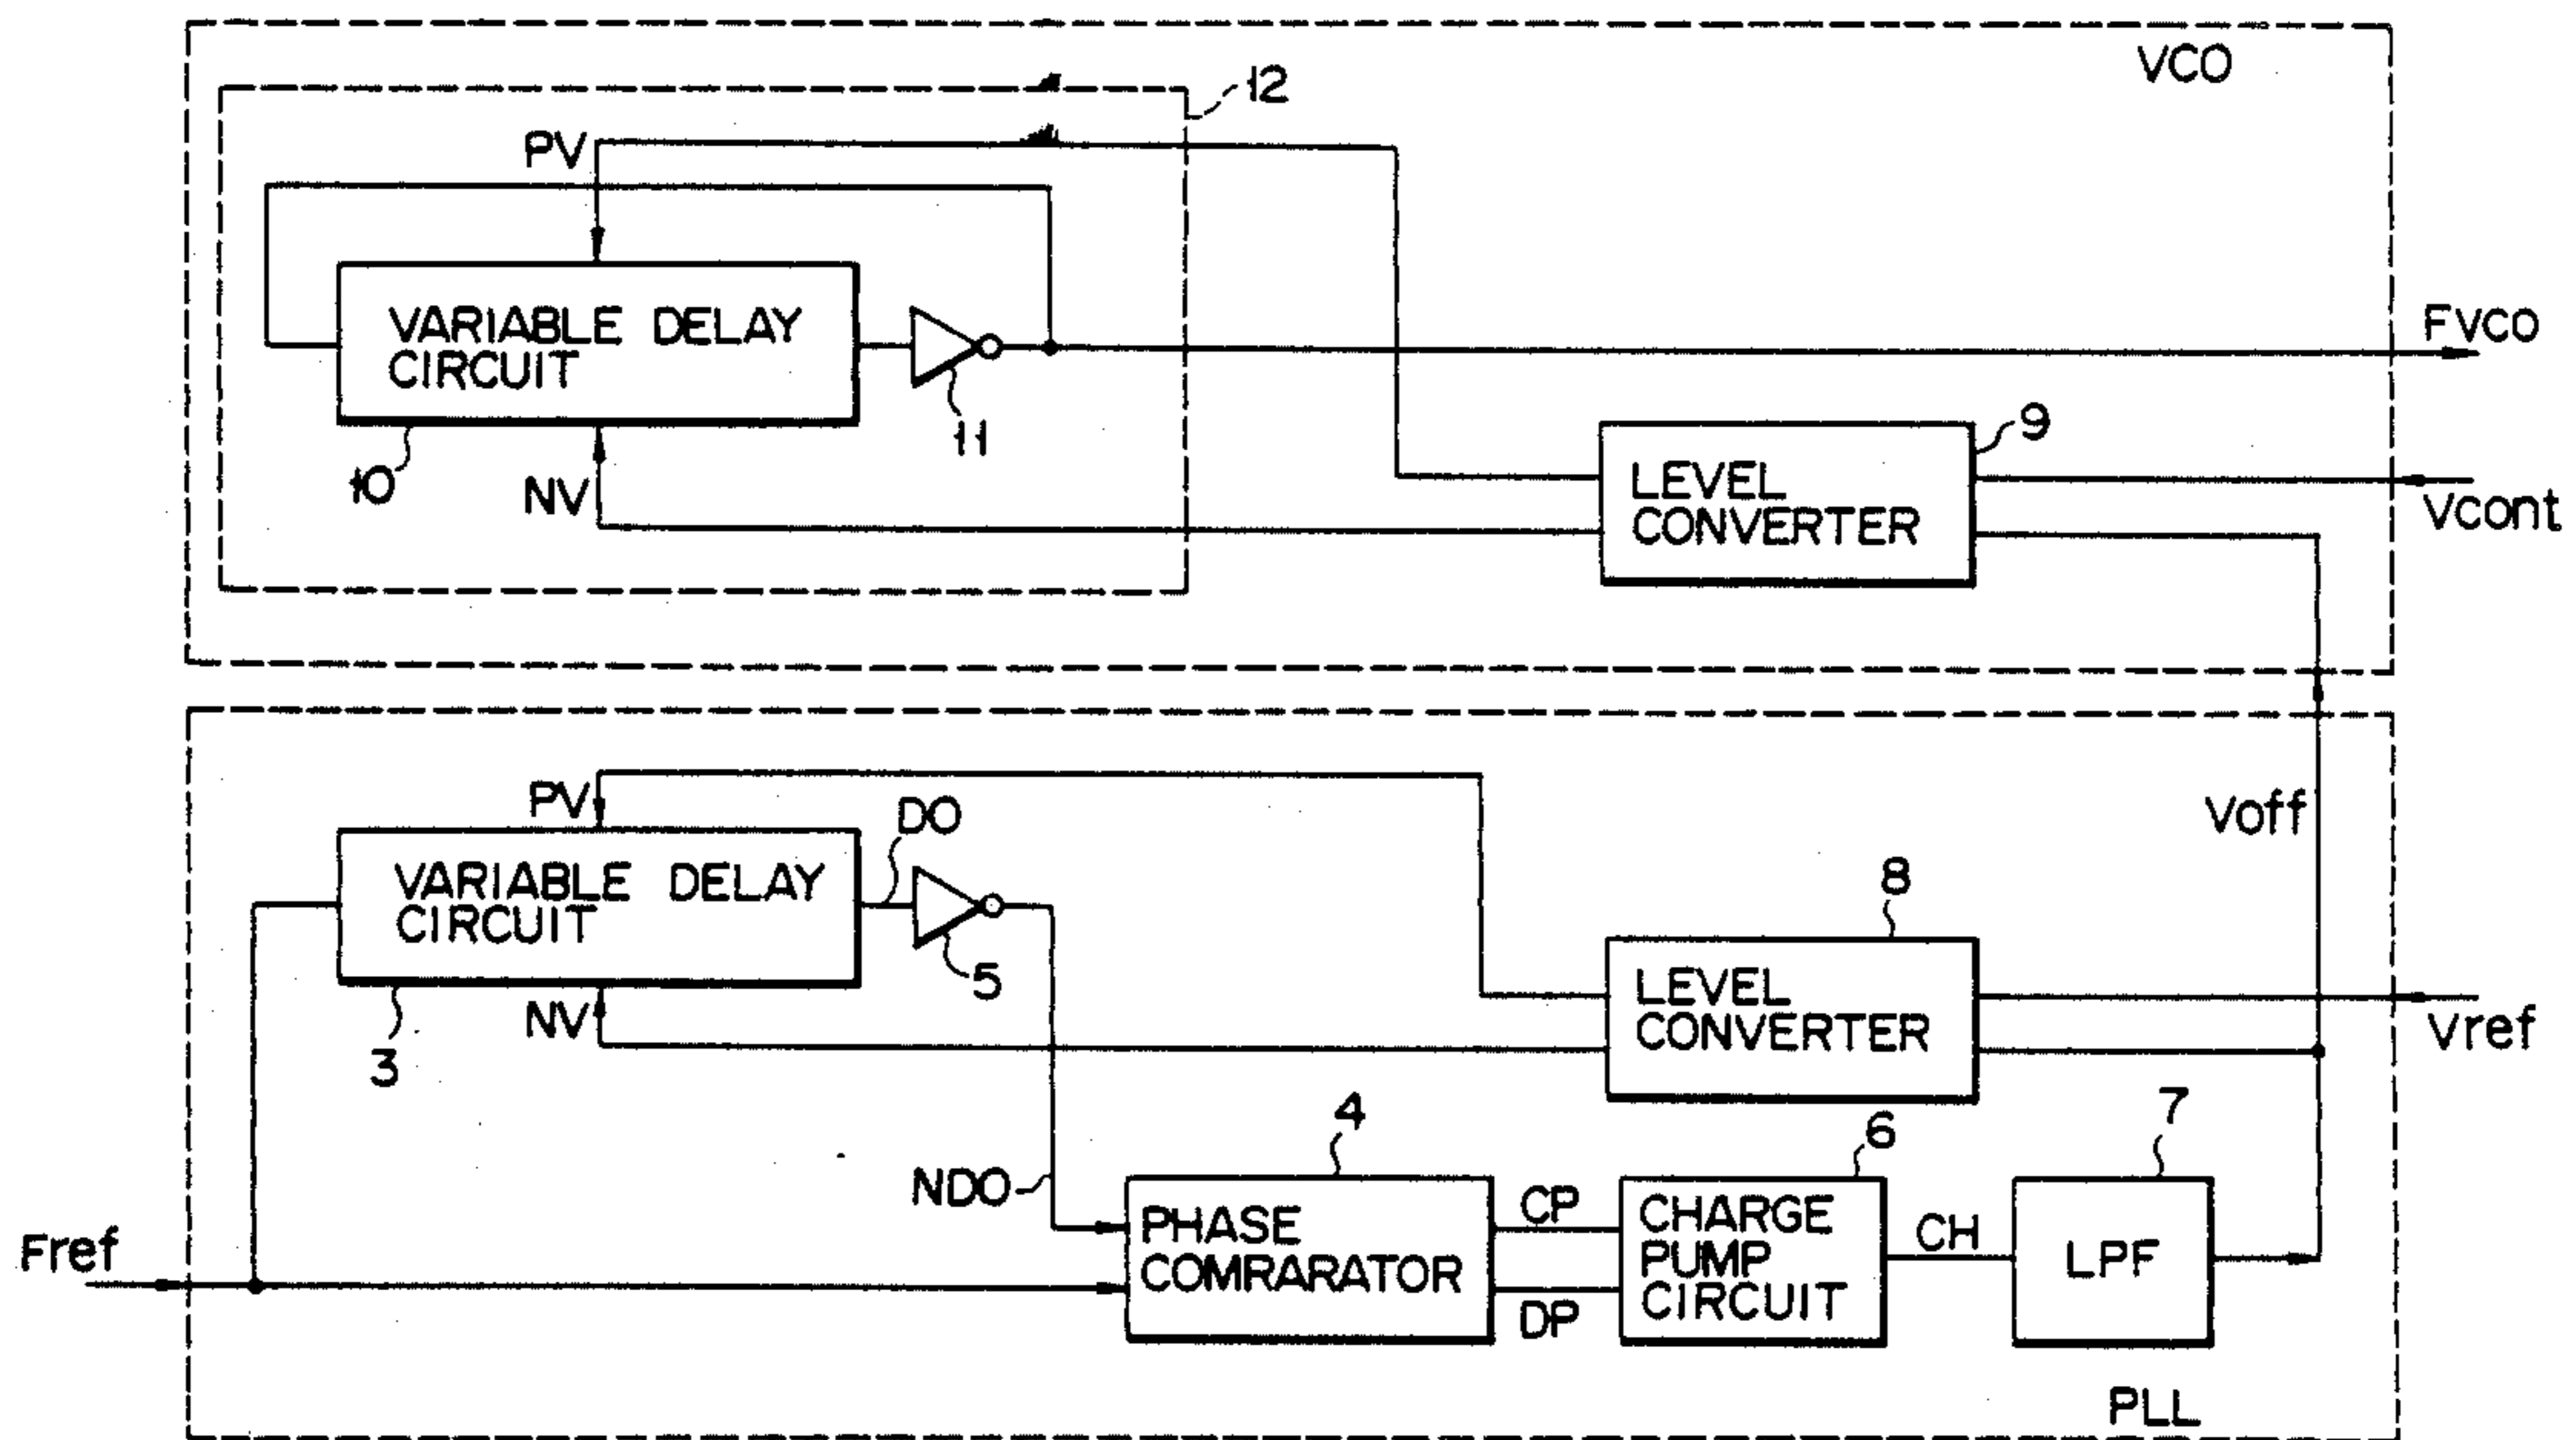 VCO
12
PV
VARIABLE DELAY
CIRCUIT
10
11
NV
FVCO
9
LEVEL
CONVERTER
Vcont
PV
DO
VARIABLE DELAY
CIRCUIT
3
5
NV
Voff
8
LEVEL
CONVERTER
Vref
NDO
4
PHASE
COMRARATOR
CP
DP
6
CHARGE
PUMP
CIRCUIT
CH
7
LPF
Fref
PLL